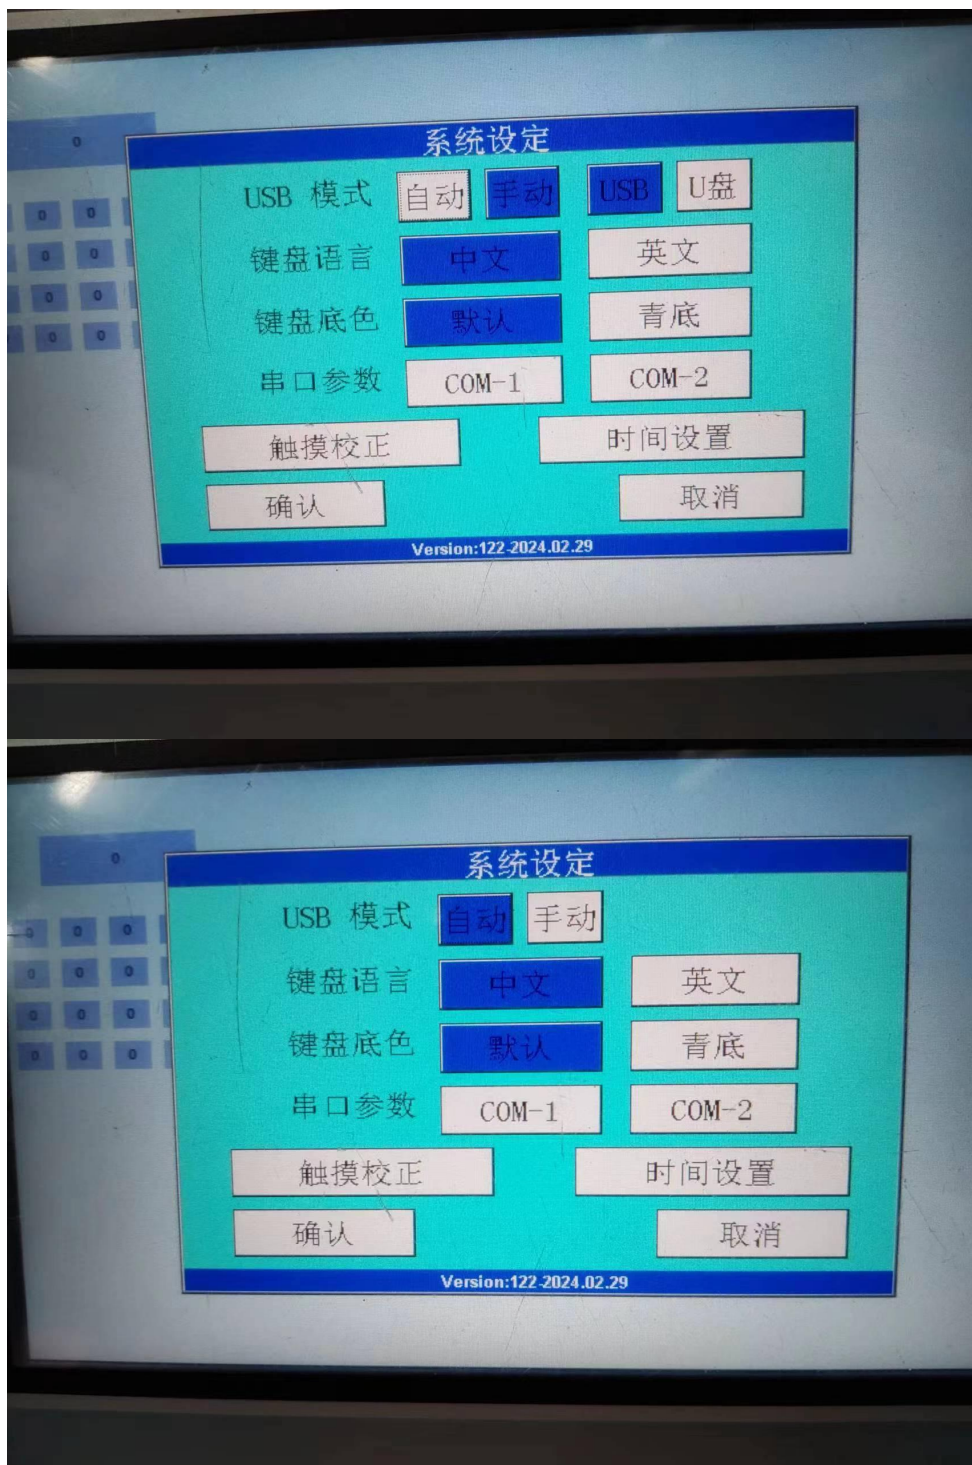 0
系统设定
USB 模式 自动 手动 USB U盘
0 0
键盘语言 中文 英文
0 0
键盘底色 默认 青底
0 0
0 0
串口参数 COM-1 COM-2
触摸校正 时间设置
确认 取消
Version:122-2024.02.29
0
系统设定
USB 模式 自动 手动
0 0 0
键盘语言 中文 英文
0 0 0
0 0 0
键盘底色 默认 青底
0 0 0
串口参数 COM-1 COM-2
触摸校正 时间设置
确认 取消
Version:122-2024.02.29